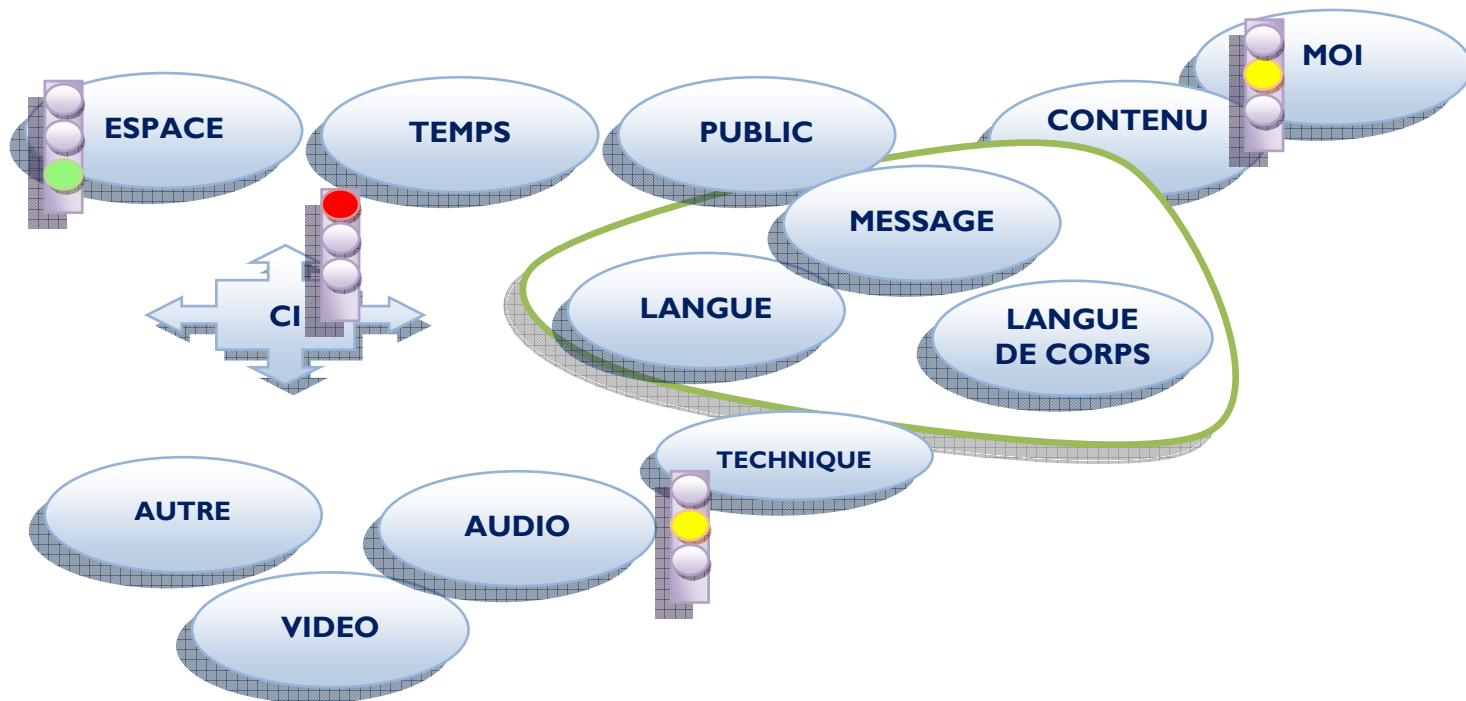 MOI
ESPACE
TEMPS
PUBLIC
CONTENU
MESSAGE
LANGUE
CI
LANGUE
DE CORPS
TECHNIQUE
AUTRE
AUDIO
VIDEO